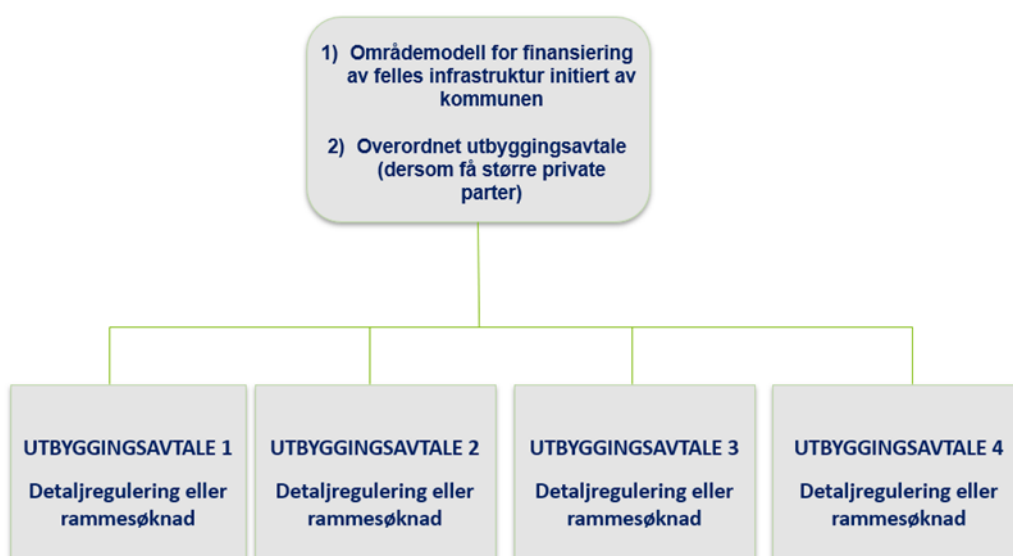 1) Områdemodell for finansiering
av felles infrastruktur initiert av
kommunen
2) Overordnet utbyggingsavtale
(dersom få større private
parter)
UTBYGGINGSAVTALE 1
Detaljregulering eller
rammesøknad
UTBYGGINGSAVTALE 2
Detaljregulering eller
rammesøknad
UTBYGGINGSAVTALE 3
Detaljregulering eller
rammesøknad
UTBYGGINGSAVTALE 4
Detaljregulering eller
rammesøknad